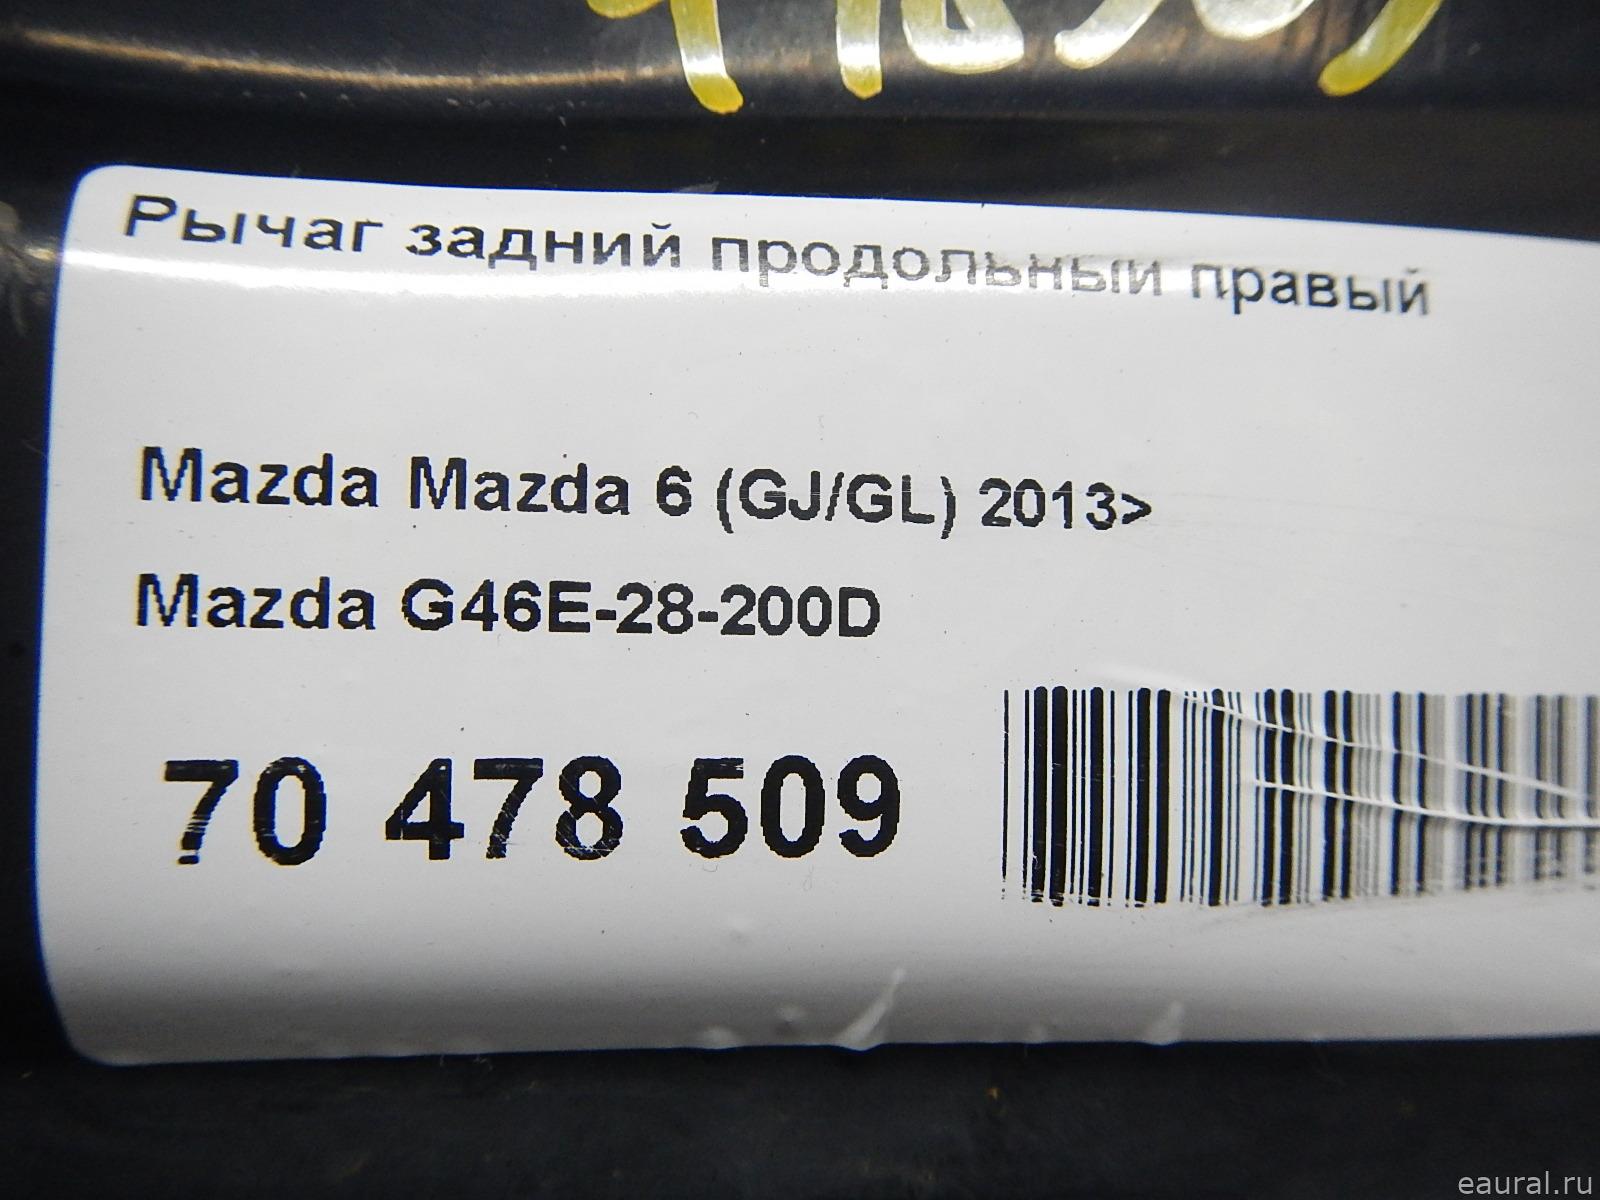 Рычаг задний продольный правый
Mazda Mazda 6 (GJ/GL) 2013>
Mazda G46E-28-200D
70 478 509
eaural.ru